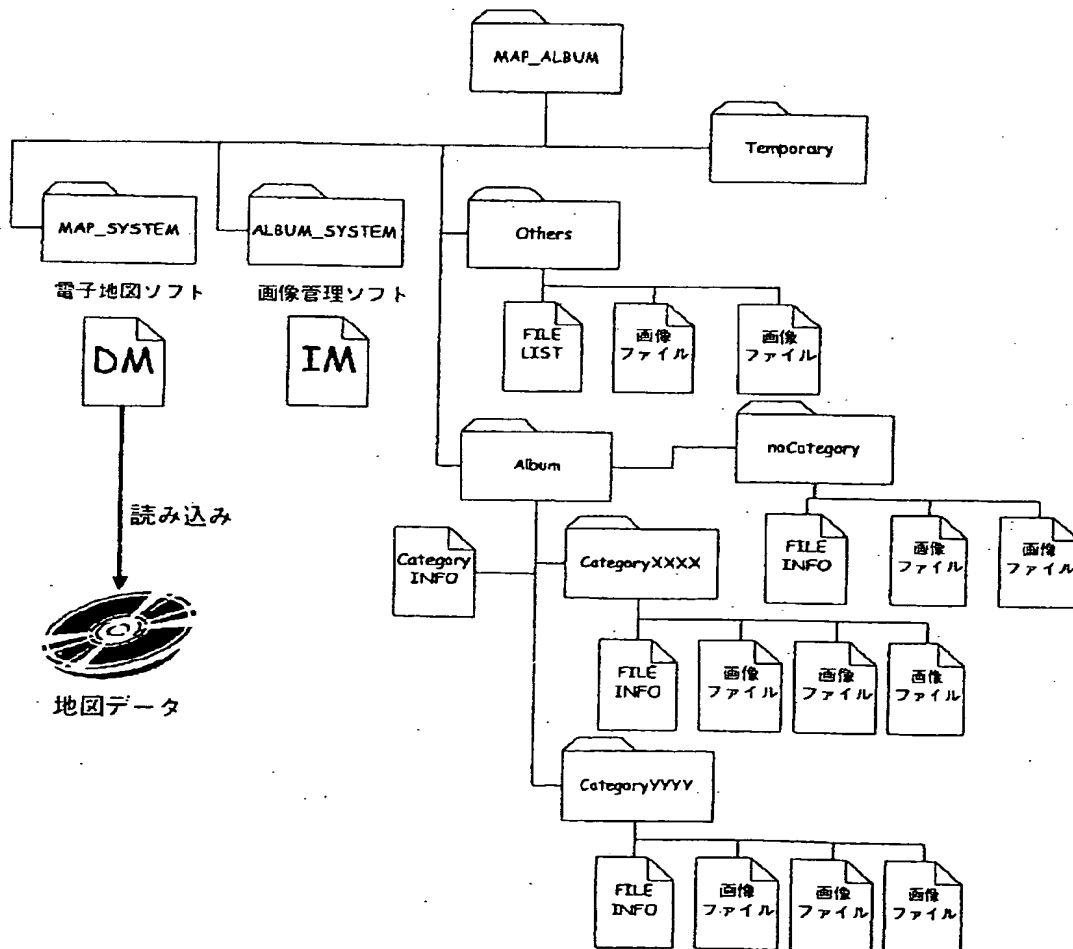 MAP_ALBUM
Temporary
MAP_SYSTEM
ALBUM_SYSTEM
Others
電子地図ソフト
画像管理ソフト
DM
IM
FILE
LIST
画像
ファイル
画像
ファイル
Album
noCategory
読み込み
Category
INFO
CategoryXXXX
FILE
INFO
画像
ファイル
画像
ファイル
地図データ
FILE
INFO
画像
ファイル
画像
ファイル
画像
ファイル
CategoryYYYY
FILE
INFO
画像
ファイル
画像
ファイル
画像
ファイル